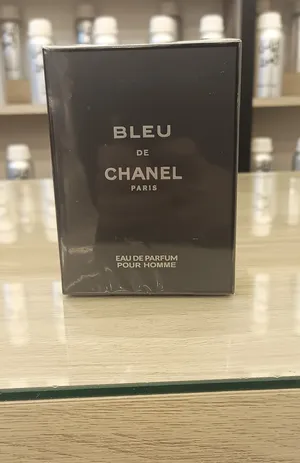 BLEU
DE
CHANEL
PARIS
EAU DE PARFUM
POUR HOMME